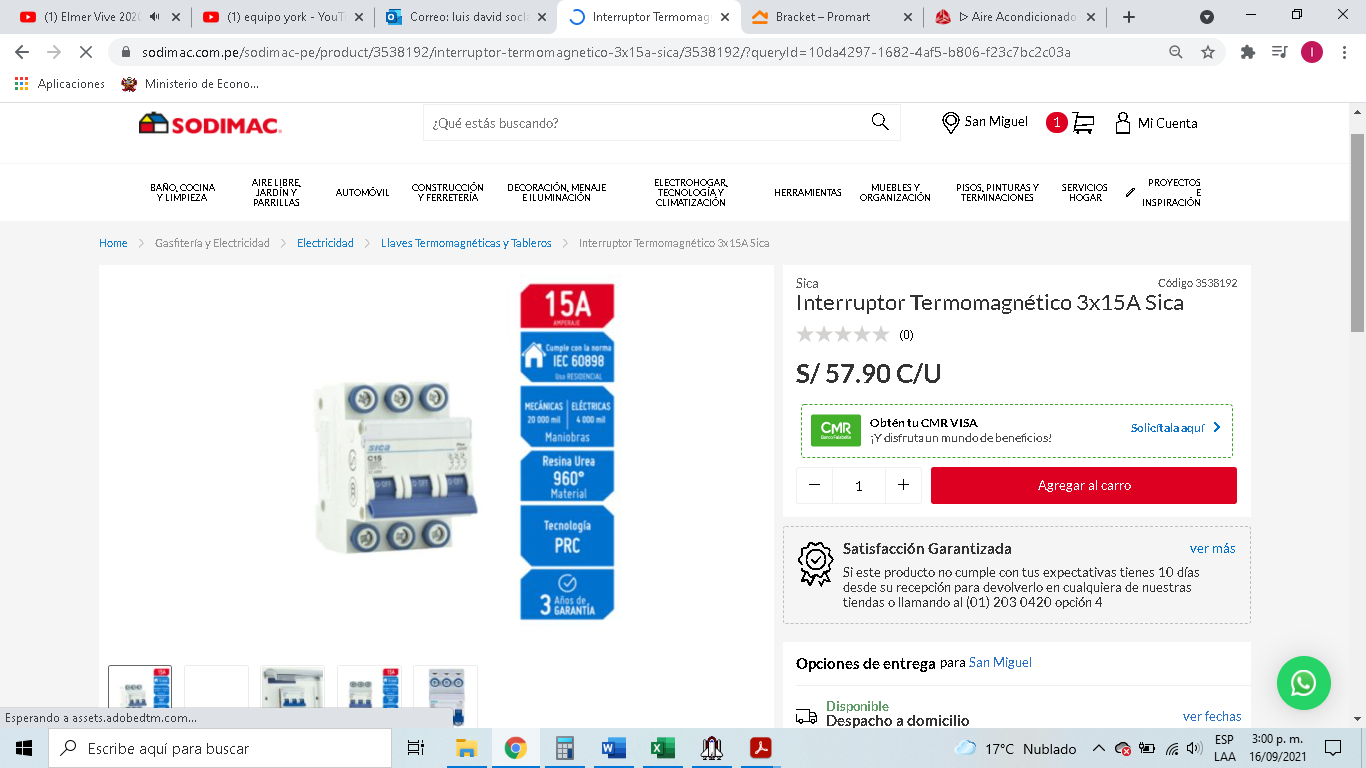 (1) Elmer Vive 2020
(1) equipo york - YouT
Correo: luis david socla
Interruptor Termomag
Bracket – Promart
▷ Aire Acondicionado
sodimac.com.pe/sodimac-pe/product/3538192/interruptor-termomagnetico-3x15a-sica/3538192/?queryId=10da4297-1682-4af5-b806-f23c7bc2c03a
I
Aplicaciones
Ministerio de Econo...
SODIMAC
¿Qué estás buscando?
San Miguel
1
Mi Cuenta
BAÑO, COCINA
Y LIMPIEZA
AIRE LIBRE,
JARDÍN Y
PARRILLAS
AUTOMÓVIL
CONSTRUCCIÓN
Y FERRETERÍA
DECORACIÓN, MENAJE
E ILUMINACIÓN
ELECTROHOGAR,
TECNOLOGÍA Y
CLIMATIZACIÓN
HERRAMIENTAS
MUEBLES Y
ORGANIZACIÓN
PISOS, PINTURAS Y
TERMINACIONES
SERVICIOS
HOGAR
PROYECTOS
E
INSPIRACIÓN
Home > Gasfitería y Electricidad > Electricidad > Llaves Termomagnéticas y Tableros > Interruptor Termomagnético 3x15A Sica
15A
AMPERAJE
Cumple con la norma
IEC 60898
Uso RESIDENCIAL
MECÁNICAS ELÉCTRICAS
20 000 mil 4 000 mil
Maniobras
Resina Urea
960°
Material
Tecnología
PRC
3 Años de
GARANTÍA
sica
C15
Sica
Código 3538192
Interruptor Termomagnético 3x15A Sica
(0)
S/ 57.90 C/U
CMR
Banco Falabella
Obtén tu CMR VISA
¡Y disfruta un mundo de beneficios!
Solicítala aquí
1
Agregar al carro
Satisfacción Garantizada
ver más
Si este producto no cumple con tus expectativas tienes 10 días
desde su recepción para devolverlo en cualquiera de nuestras
tiendas o llamando al (01) 203 0420 opción 4
Opciones de entrega para San Miguel
Disponible
Despacho a domicilio
ver fechas
15A
15A
Esperando a assets.adobedtm.com...
Escribe aquí para buscar
17°C Nublado
ESP
LAA
3:00 p. m.
16/09/2021